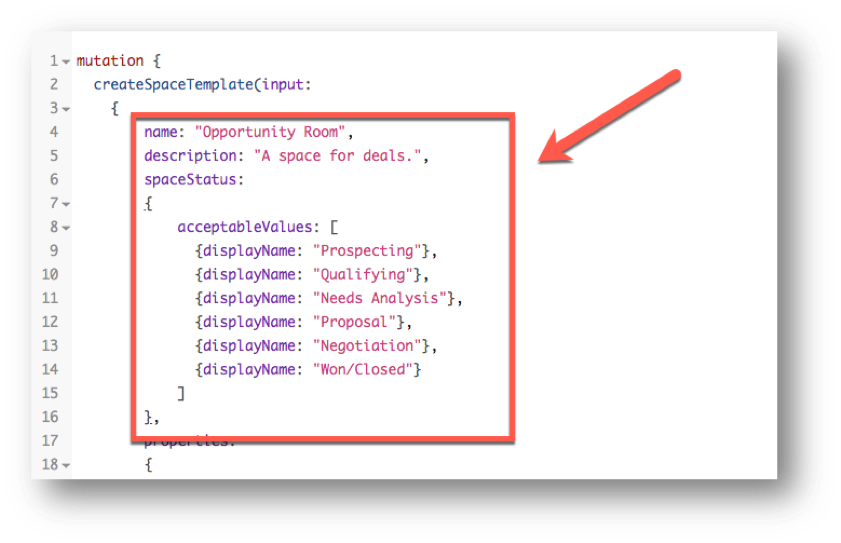 1 mutation {
2 createSpaceTemplate(input:
3 {
4 name: "Opportunity Room",
5 description: "A space for deals.",
6 spaceStatus:
7 {
8 acceptableValues: [
9 {displayName: "Prospecting"},
10 {displayName: "Qualifying"},
11 {displayName: "Needs Analysis"},
12 {displayName: "Proposal"},
13 {displayName: "Negotiation"},
14 {displayName: "Won/Closed"}
15 ]
16 },
17 properties:
18 {